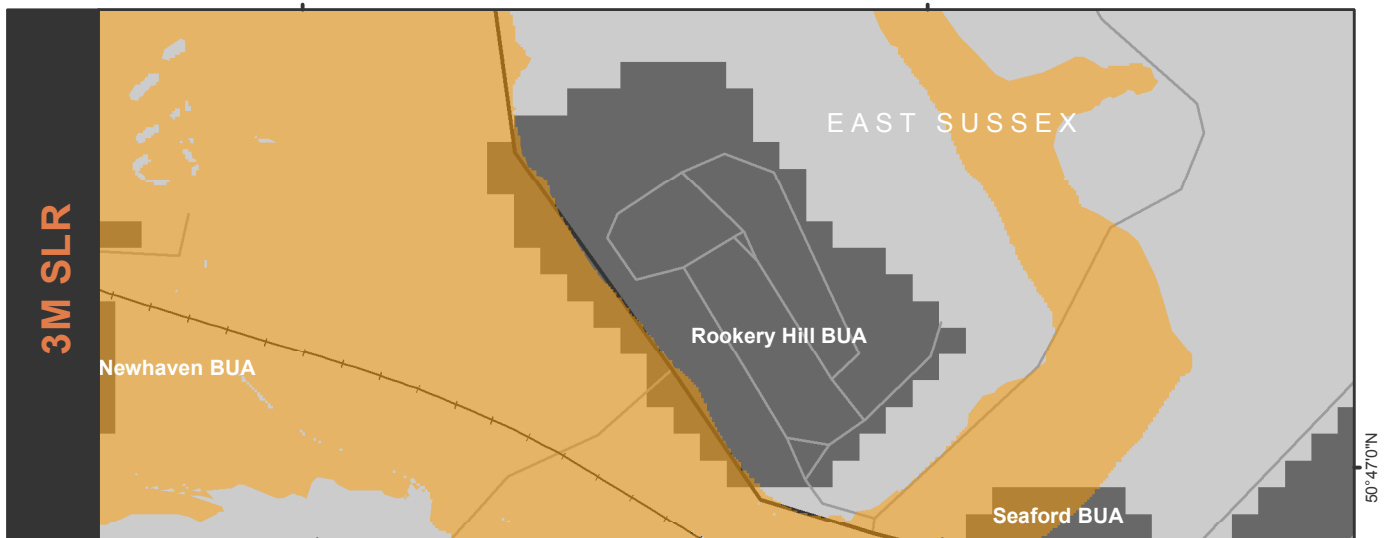 3M SLR
EAST SUSSEX
Rookery Hill BUA
Newhaven BUA
Seaford BUA
50°47'0"N